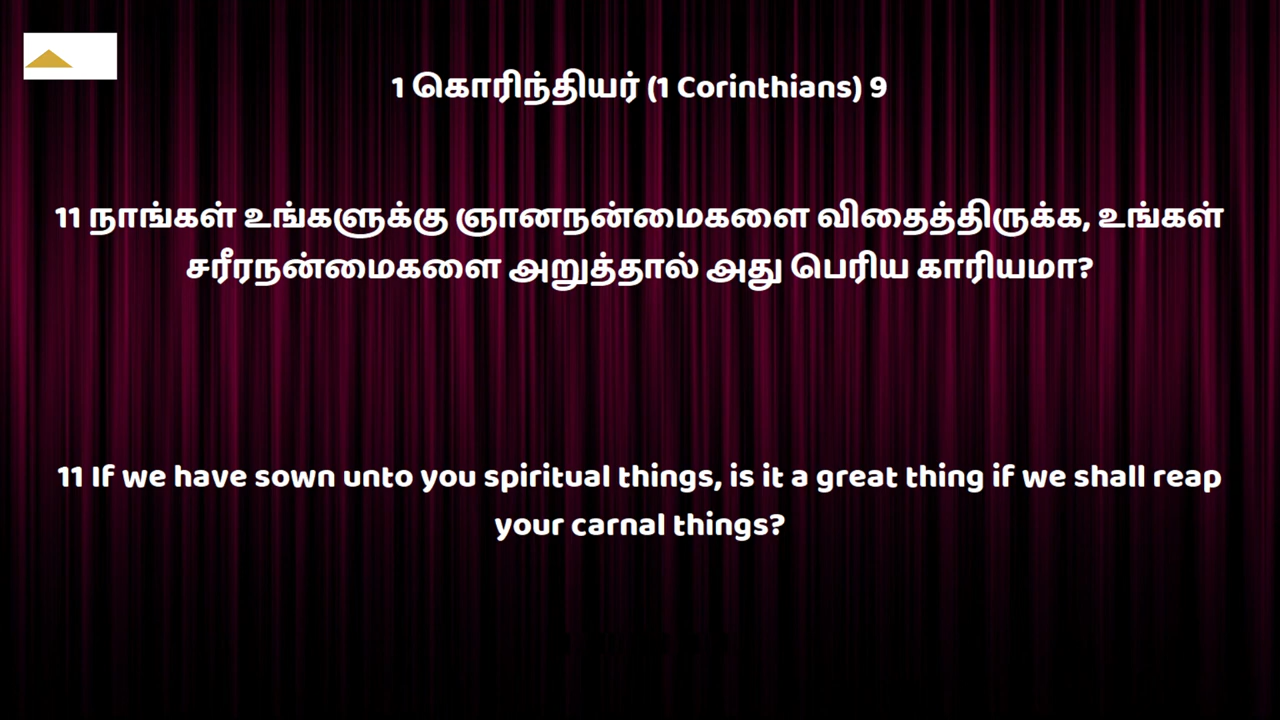 1 கொரிந்தியர் (1 Corinthians) 9
11 நாங்கள் உங்களுக்கு ஞானநன்மைகளை விதைத்திருக்க, உங்கள்
சரீரநன்மைகளை அறுத்தால் அது பெரிய காரியமா?
11 If we have sown unto you spiritual things, is it a great thing if we shall reap
your carnal things?